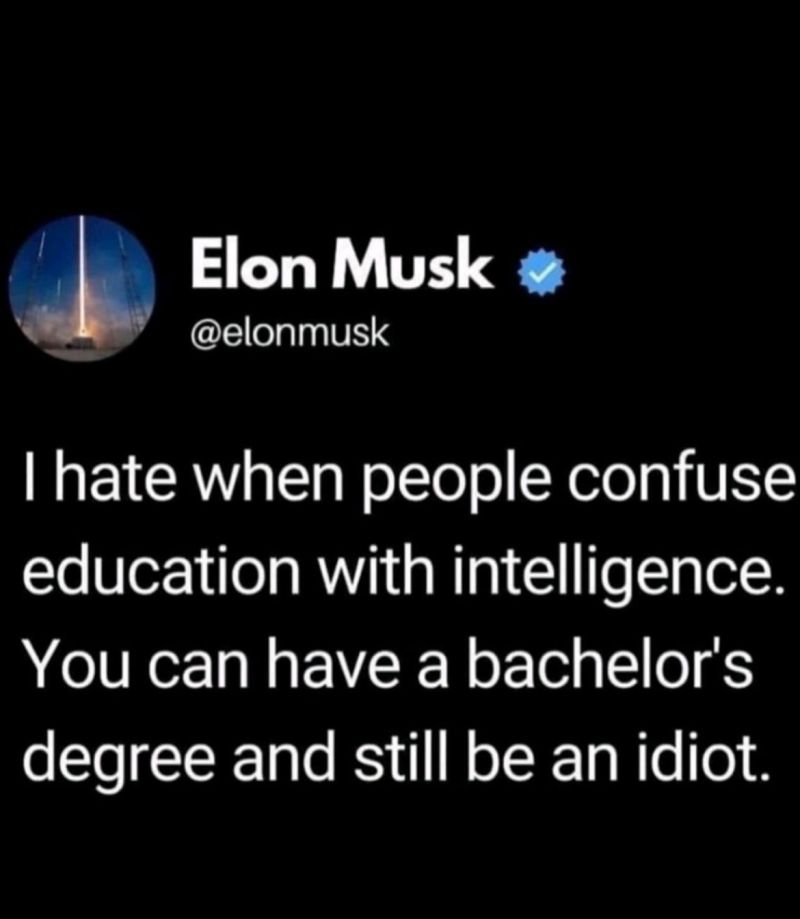 Elon Musk
@elonmusk
I hate when people confuse
education with intelligence.
You can have a bachelor's
degree and still be an idiot.